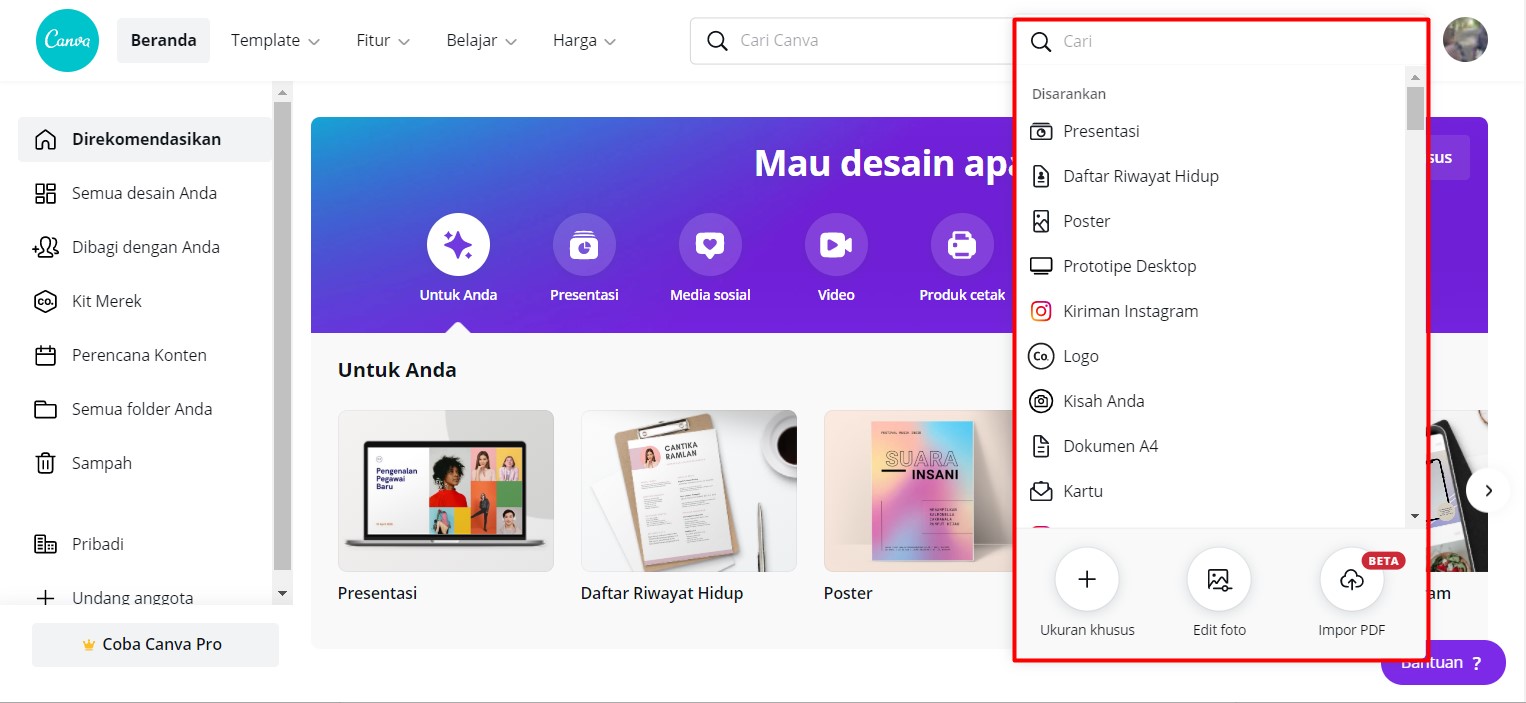 Canva
Beranda
Template
Fitur
Belajar
Harga
Cari Canva
Cari
Disarankan
Presentasi
Daftar Riwayat Hidup
Poster
Prototipe Desktop
Kiriman Instagram
Logo
Co.
Kisah Anda
Dokumen A4
Kartu
BETA
Ukuran khusus
Edit foto
Impor PDF
Direkomendasikan
Semua desain Anda
Dibagi dengan Anda
CO.
Kit Merek
Perencana Konten
Semua folder Anda
Sampah
Pribadi
Undang anggota
Coba Canva Pro
Mau desain apa
sus
Untuk Anda
Presentasi
Media sosial
Video
Produk cetak
Untuk Anda
Pengenalan
Pegawai
Baru
CANTIKA
RAMLAN
SUARA
INSANI
Presentasi
Daftar Riwayat Hidup
Poster
am
Bantuan ?